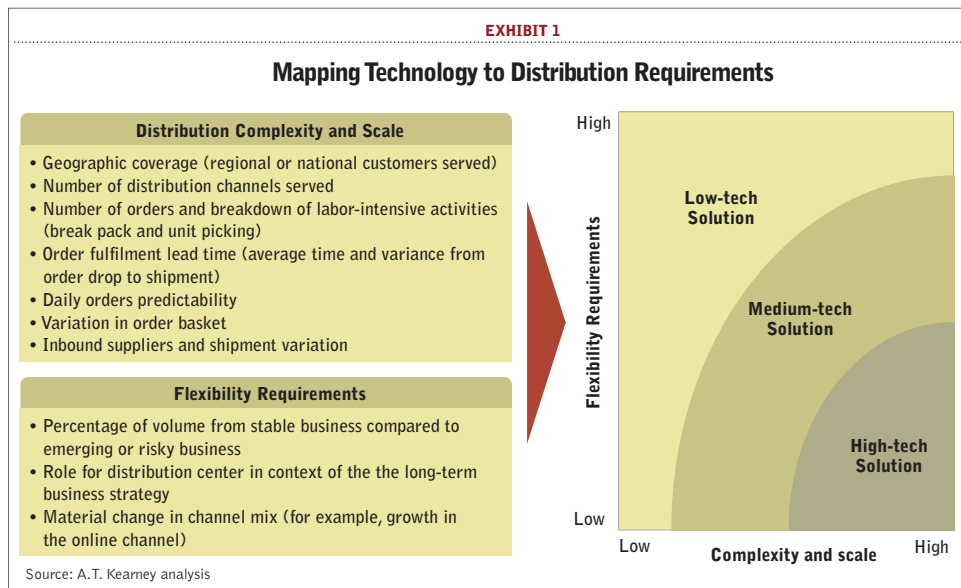 EXHIBIT 1
Mapping Technology to Distribution Requirements
Distribution Complexity and Scale
• Geographic coverage (regional or national customers served)
• Number of distribution channels served
• Number of orders and breakdown of labor-intensive activities
(break pack and unit picking)
• Order fulfilment lead time (average time and variance from
order drop to shipment)
• Daily orders predictability
• Variation in order basket
• Inbound suppliers and shipment variation
Flexibility Requirements
• Percentage of volume from stable business compared to
emerging or risky business
• Role for distribution center in context of the the long-term
business strategy
• Material change in channel mix (for example, growth in
the online channel)
High
Flexibility Requirements
Low
Low-tech
Solution
Medium-tech
Solution
High-tech
Solution
Low
Complexity and scale
High
Source: A.T. Kearney analysis